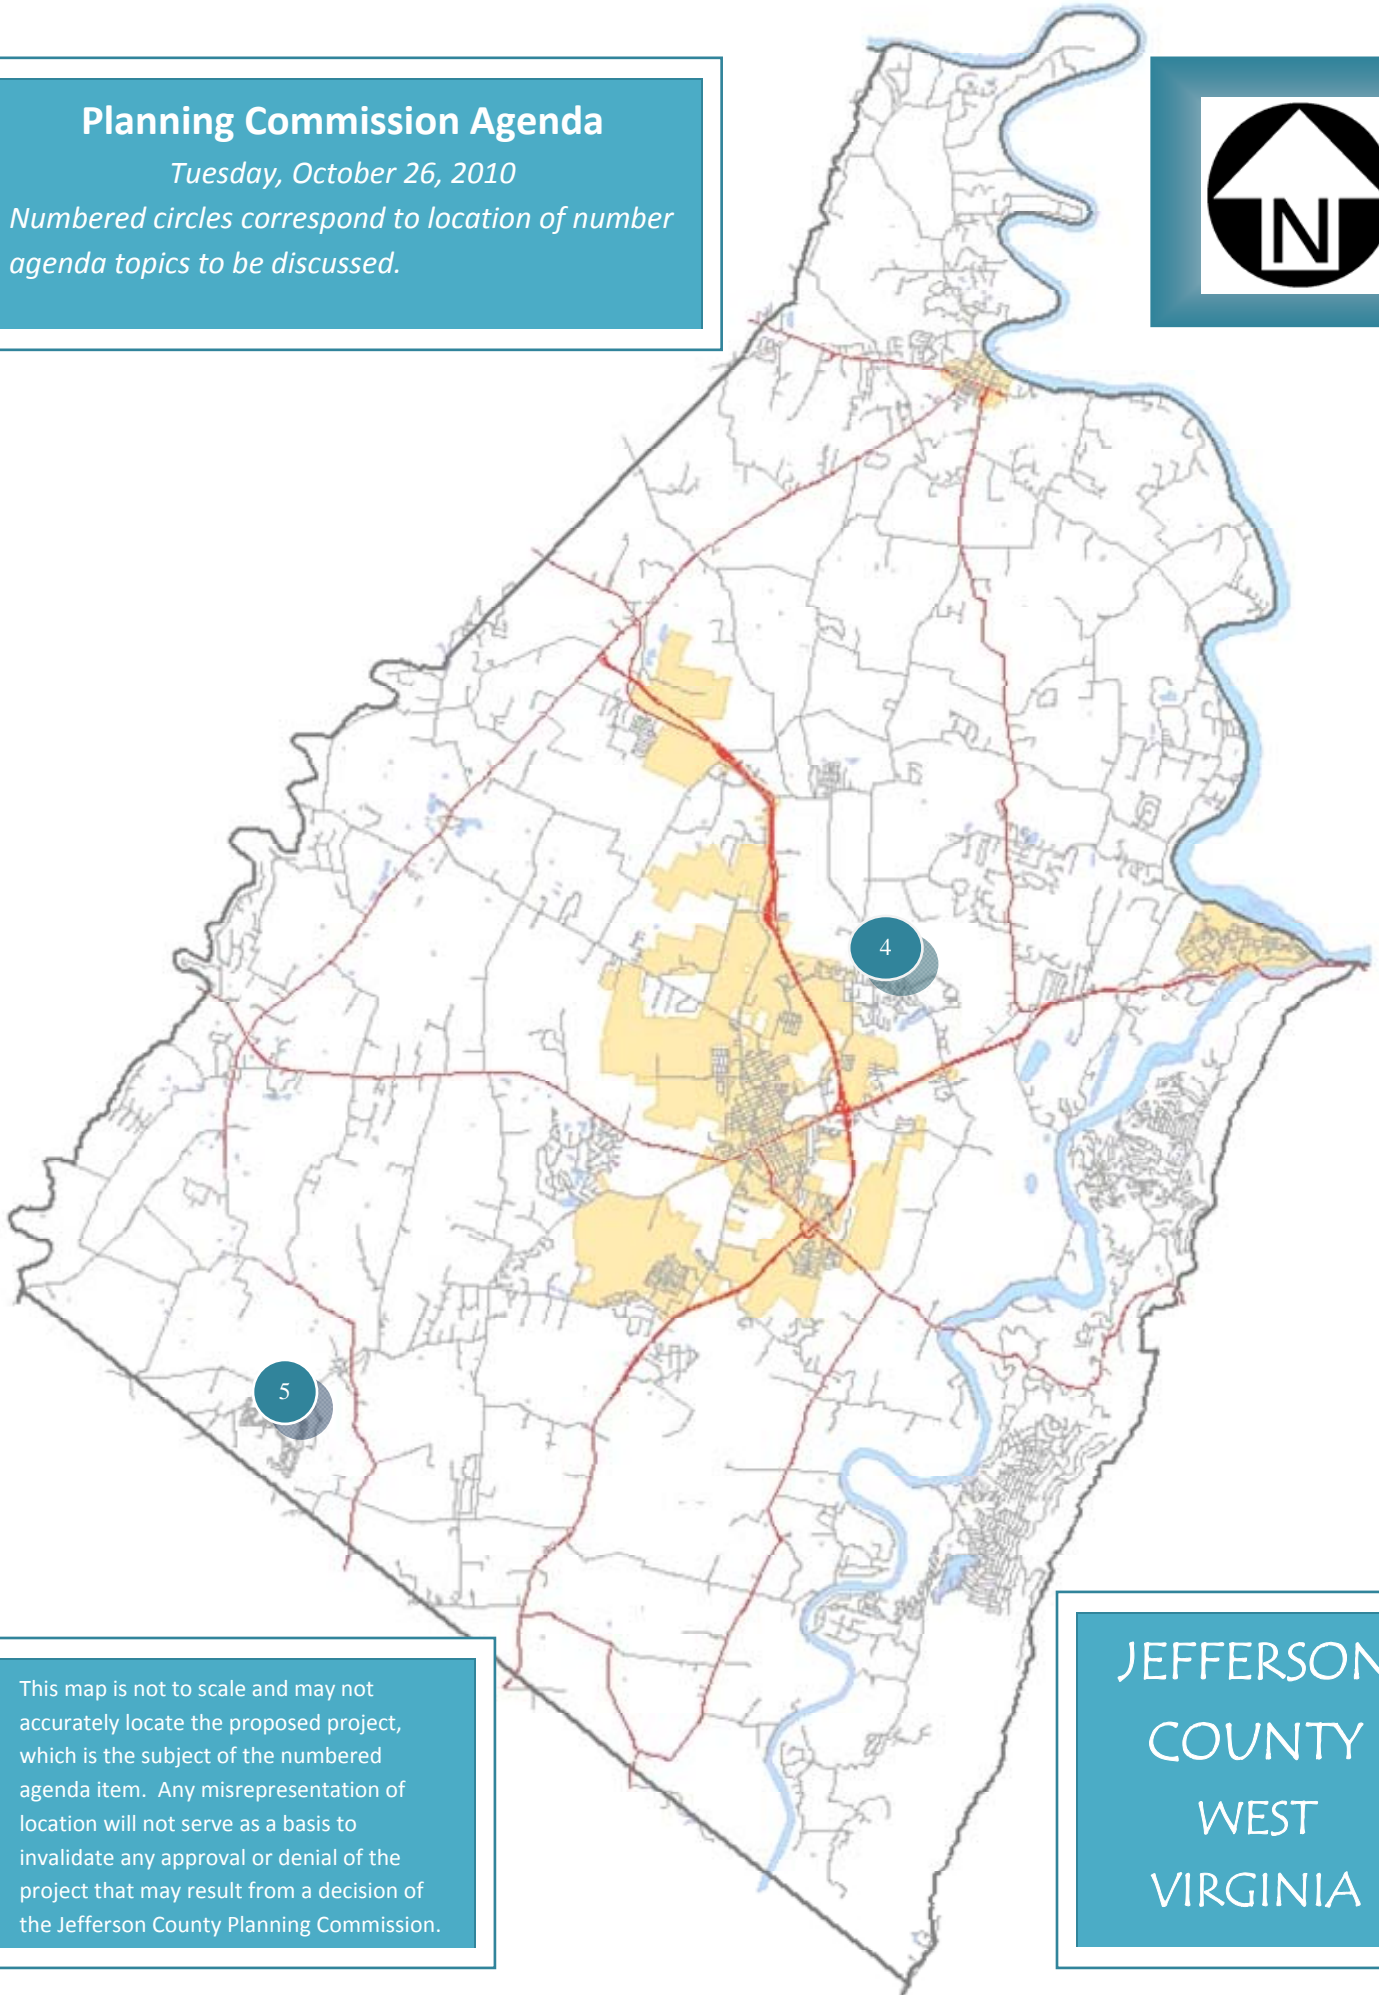 Planning Commission Agenda
Tuesday, October 26, 2010
Numbered circles correspond to location of number
agenda topics to be discussed.
N
4
5
This map is not to scale and may not
accurately locate the proposed project,
which is the subject of the numbered
agenda item.  Any misrepresentation of
location will not serve as a basis to
invalidate any approval or denial of the
project that may result from a decision of
the Jefferson County Planning Commission.
JEFFERSON
COUNTY
WEST
VIRGINIA